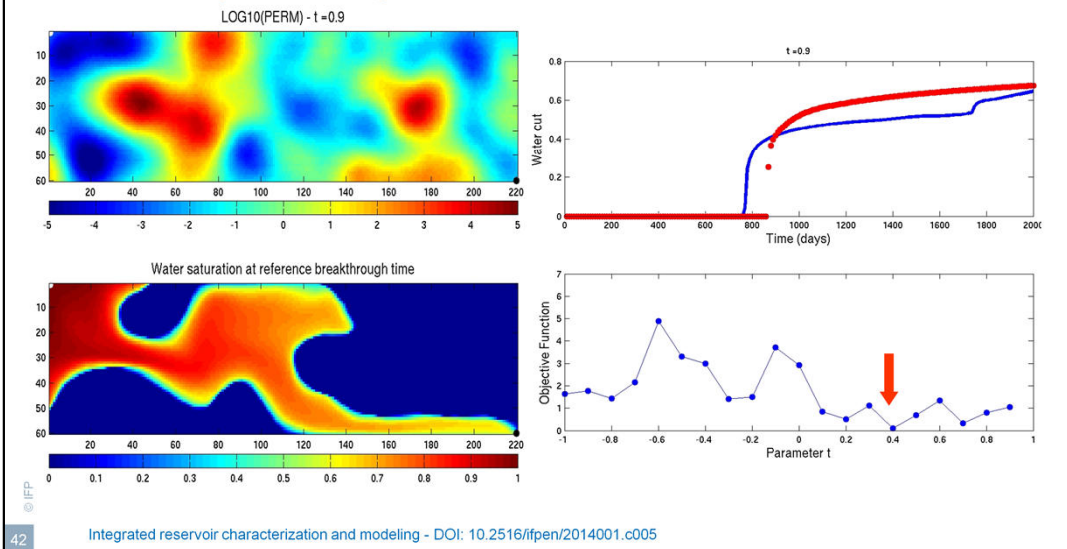 LOG10(PERM) - t =0.9
10
20
30
40
50
60
20 40 60 80 100 120 140 160 180 200 220
-5 -4 -3 -2 -1 0 1 2 3 4 5
t =0.9
Water cut
0.8
0.6
0.4
0.2
0
0 200 400 600 800 1000 1200 1400 1600 1800 2000
Time (days)
Water saturation at reference breakthrough time
10
20
30
40
50
60
20 40 60 80 100 120 140 160 180 200 220
0 0.1 0.2 0.3 0.4 0.5 0.6 0.7 0.8 0.9 1
Objective Function
7
6
5
4
3
2
1
0
-1 -0.8 -0.6 -0.4 -0.2 0 0.2 0.4 0.6 0.8 1
Parameter t
© IFP
42
Integrated reservoir characterization and modeling - DOI: 10.2516/ifpen/2014001.c005